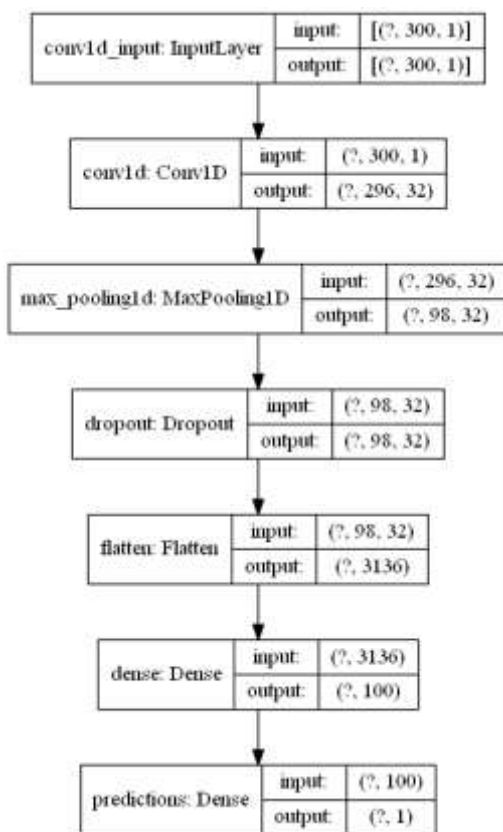 conv1d_input: InputLayer
input: [(?, 300, 1)]
output: [(?, 300, 1)]
conv1d: Conv1D
input: (?, 300, 1)
output: (?, 296, 32)
max_pooling1d: MaxPooling1D
input: (?, 296, 32)
output: (?, 98, 32)
dropout: Dropout
input: (?, 98, 32)
output: (?, 98, 32)
flatten: Flatten
input: (?, 98, 32)
output: (?, 3136)
dense: Dense
input: (?, 3136)
output: (?, 100)
predictions: Dense
input: (?, 100)
output: (?, 1)